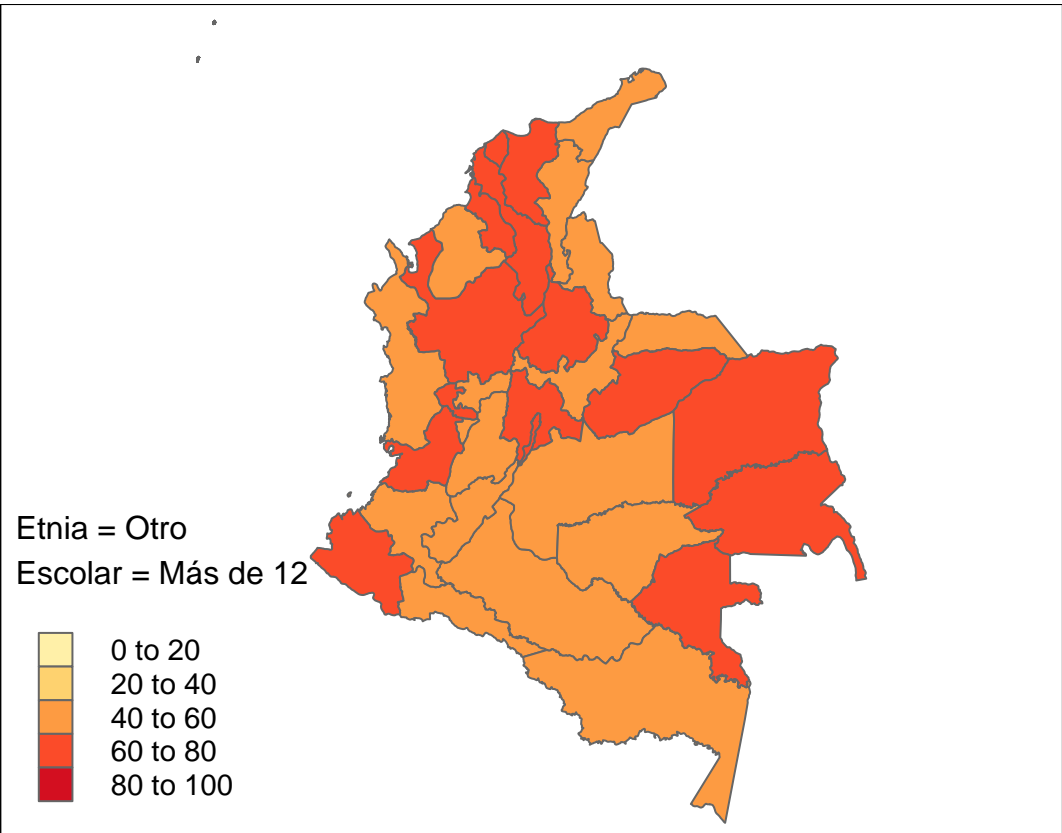 Etnia = Otro
Escolar = Más de 12
0 to 20
20 to 40
40 to 60
60 to 80
80 to 100